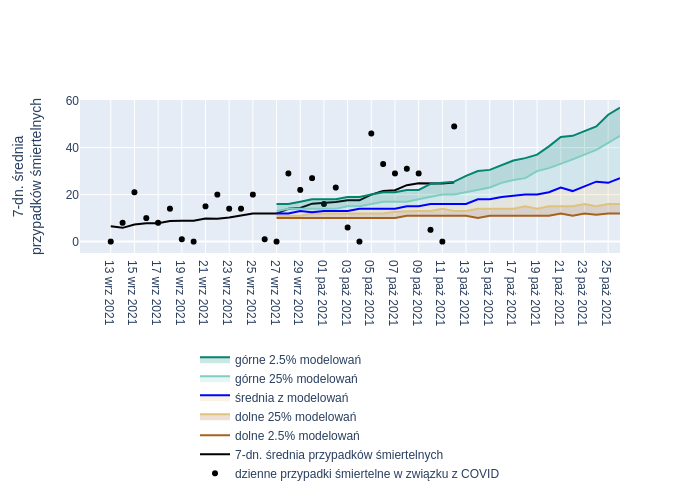 7-dn. średnia
przypadków śmiertelnych
60
40
20
0
13 wrz 2021
15 wrz 2021
17 wrz 2021
19 wrz 2021
21 wrz 2021
23 wrz 2021
25 wrz 2021
27 wrz 2021
29 wrz 2021
01 paź 2021
03 paź 2021
05 paź 2021
07 paź 2021
09 paź 2021
11 paź 2021
13 paź 2021
15 paź 2021
17 paź 2021
19 paź 2021
21 paź 2021
23 paź 2021
25 paź 2021
górne 2.5% modelowań
górne 25% modelowań
średnia z modelowań
dolne 25% modelowań
dolne 2.5% modelowań
7-dn. średnia przypadków śmiertelnych
dzienne przypadki śmiertelne w związku z COVID